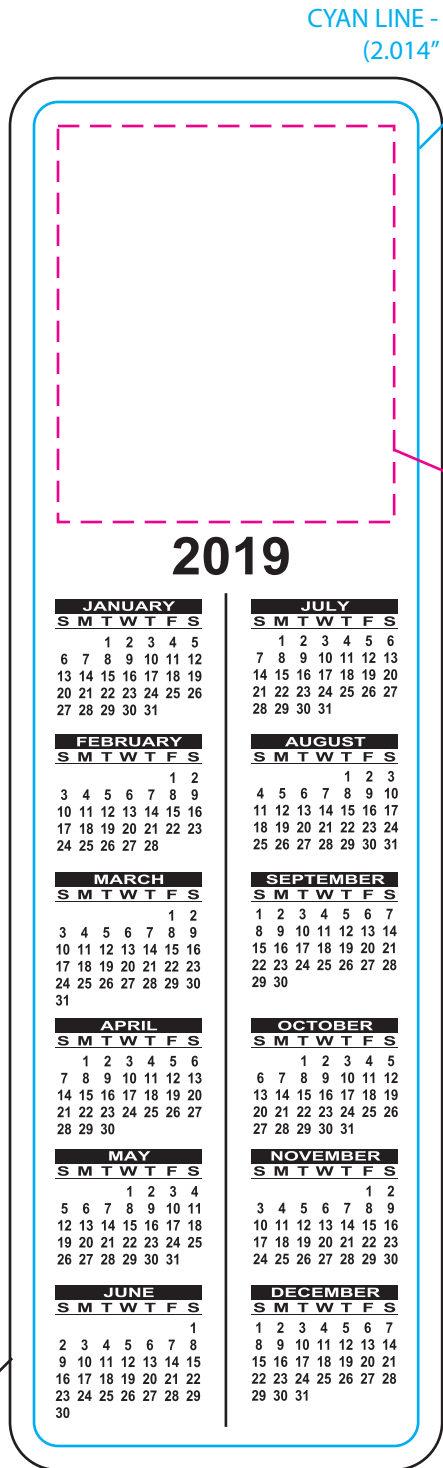 CYAN LINE -
(2.014”
2019
JANUARY
S M T W T F S
1 2 3 4 5
6 7 8 9 10 11 12
13 14 15 16 17 18 19
20 21 22 23 24 25 26
27 28 29 30 31
FEBRUARY
S M T W T F S
1 2
3 4 5 6 7 8 9
10 11 12 13 14 15 16
17 18 19 20 21 22 23
24 25 26 27 28
MARCH
S M T W T F S
1 2
3 4 5 6 7 8 9
10 11 12 13 14 15 16
17 18 19 20 21 22 23
24 25 26 27 28 29 30
31
APRIL
S M T W T F S
1 2 3 4 5 6
7 8 9 10 11 12 13
14 15 16 17 18 19 20
21 22 23 24 25 26 27
28 29 30
MAY
S M T W T F S
1 2 3 4
5 6 7 8 9 10 11
12 13 14 15 16 17 18
19 20 21 22 23 24 25
26 27 28 29 30 31
JUNE
S M T W T F S
1
2 3 4 5 6 7 8
9 10 11 12 13 14 15
16 17 18 19 20 21 22
23 24 25 26 27 28 29
30
JULY
S M T W T F S
1 2 3 4 5 6
7 8 9 10 11 12 13
14 15 16 17 18 19 20
21 22 23 24 25 26 27
28 29 30 31
AUGUST
S M T W T F S
1 2 3
4 5 6 7 8 9 10
11 12 13 14 15 16 17
18 19 20 21 22 23 24
25 26 27 28 29 30 31
SEPTEMBER
S M T W T F S
1 2 3 4 5 6 7
8 9 10 11 12 13 14
15 16 17 18 19 20 21
22 23 24 25 26 27 28
29 30
OCTOBER
S M T W T F S
1 2 3 4 5
6 7 8 9 10 11 12
13 14 15 16 17 18 19
20 21 22 23 24 25 26
27 28 29 30 31
NOVEMBER
S M T W T F S
1 2
3 4 5 6 7 8 9
10 11 12 13 14 15 16
17 18 19 20 21 22 23
24 25 26 27 28 29 30
DECEMBER
S M T W T F S
1 2 3 4 5 6 7
8 9 10 11 12 13 14
15 16 17 18 19 20 21
22 23 24 25 26 27 28
29 30 31